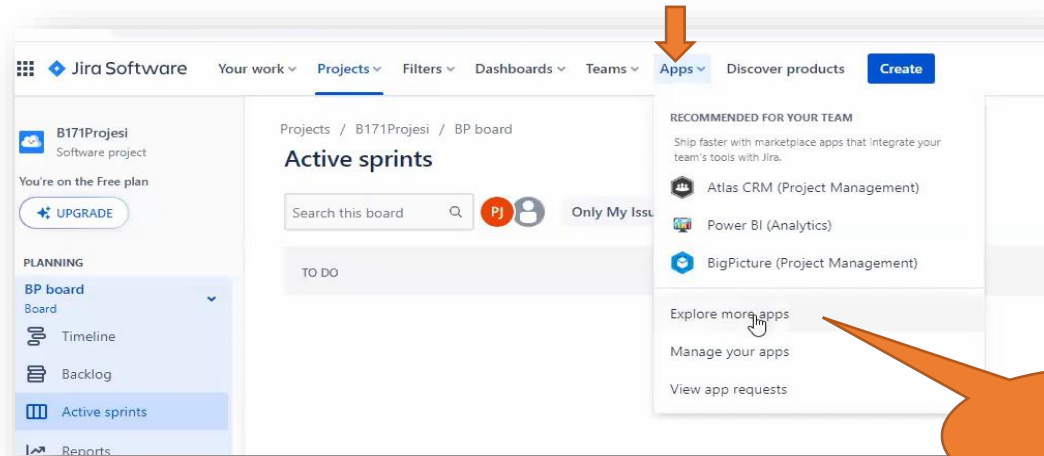 Jira Software Your work Projects Filters Dashboards Teams Apps Discover products Create
B171Projesi
Software project
You're on the Free plan
UPGRADE
PLANNING
BP board
Board
Timeline
Backlog
Active sprints
Reports
Projects / B171Projesi / BP board
Active sprints
Search this board PJ Only My Issu
TO DO
RECOMMENDED FOR YOUR TEAM
Ship faster with marketplace apps that integrate your
team's tools with Jira.
Atlas CRM (Project Management)
Power BI (Analytics)
BigPicture (Project Management)
Explore more apps
Manage your apps
View app requests